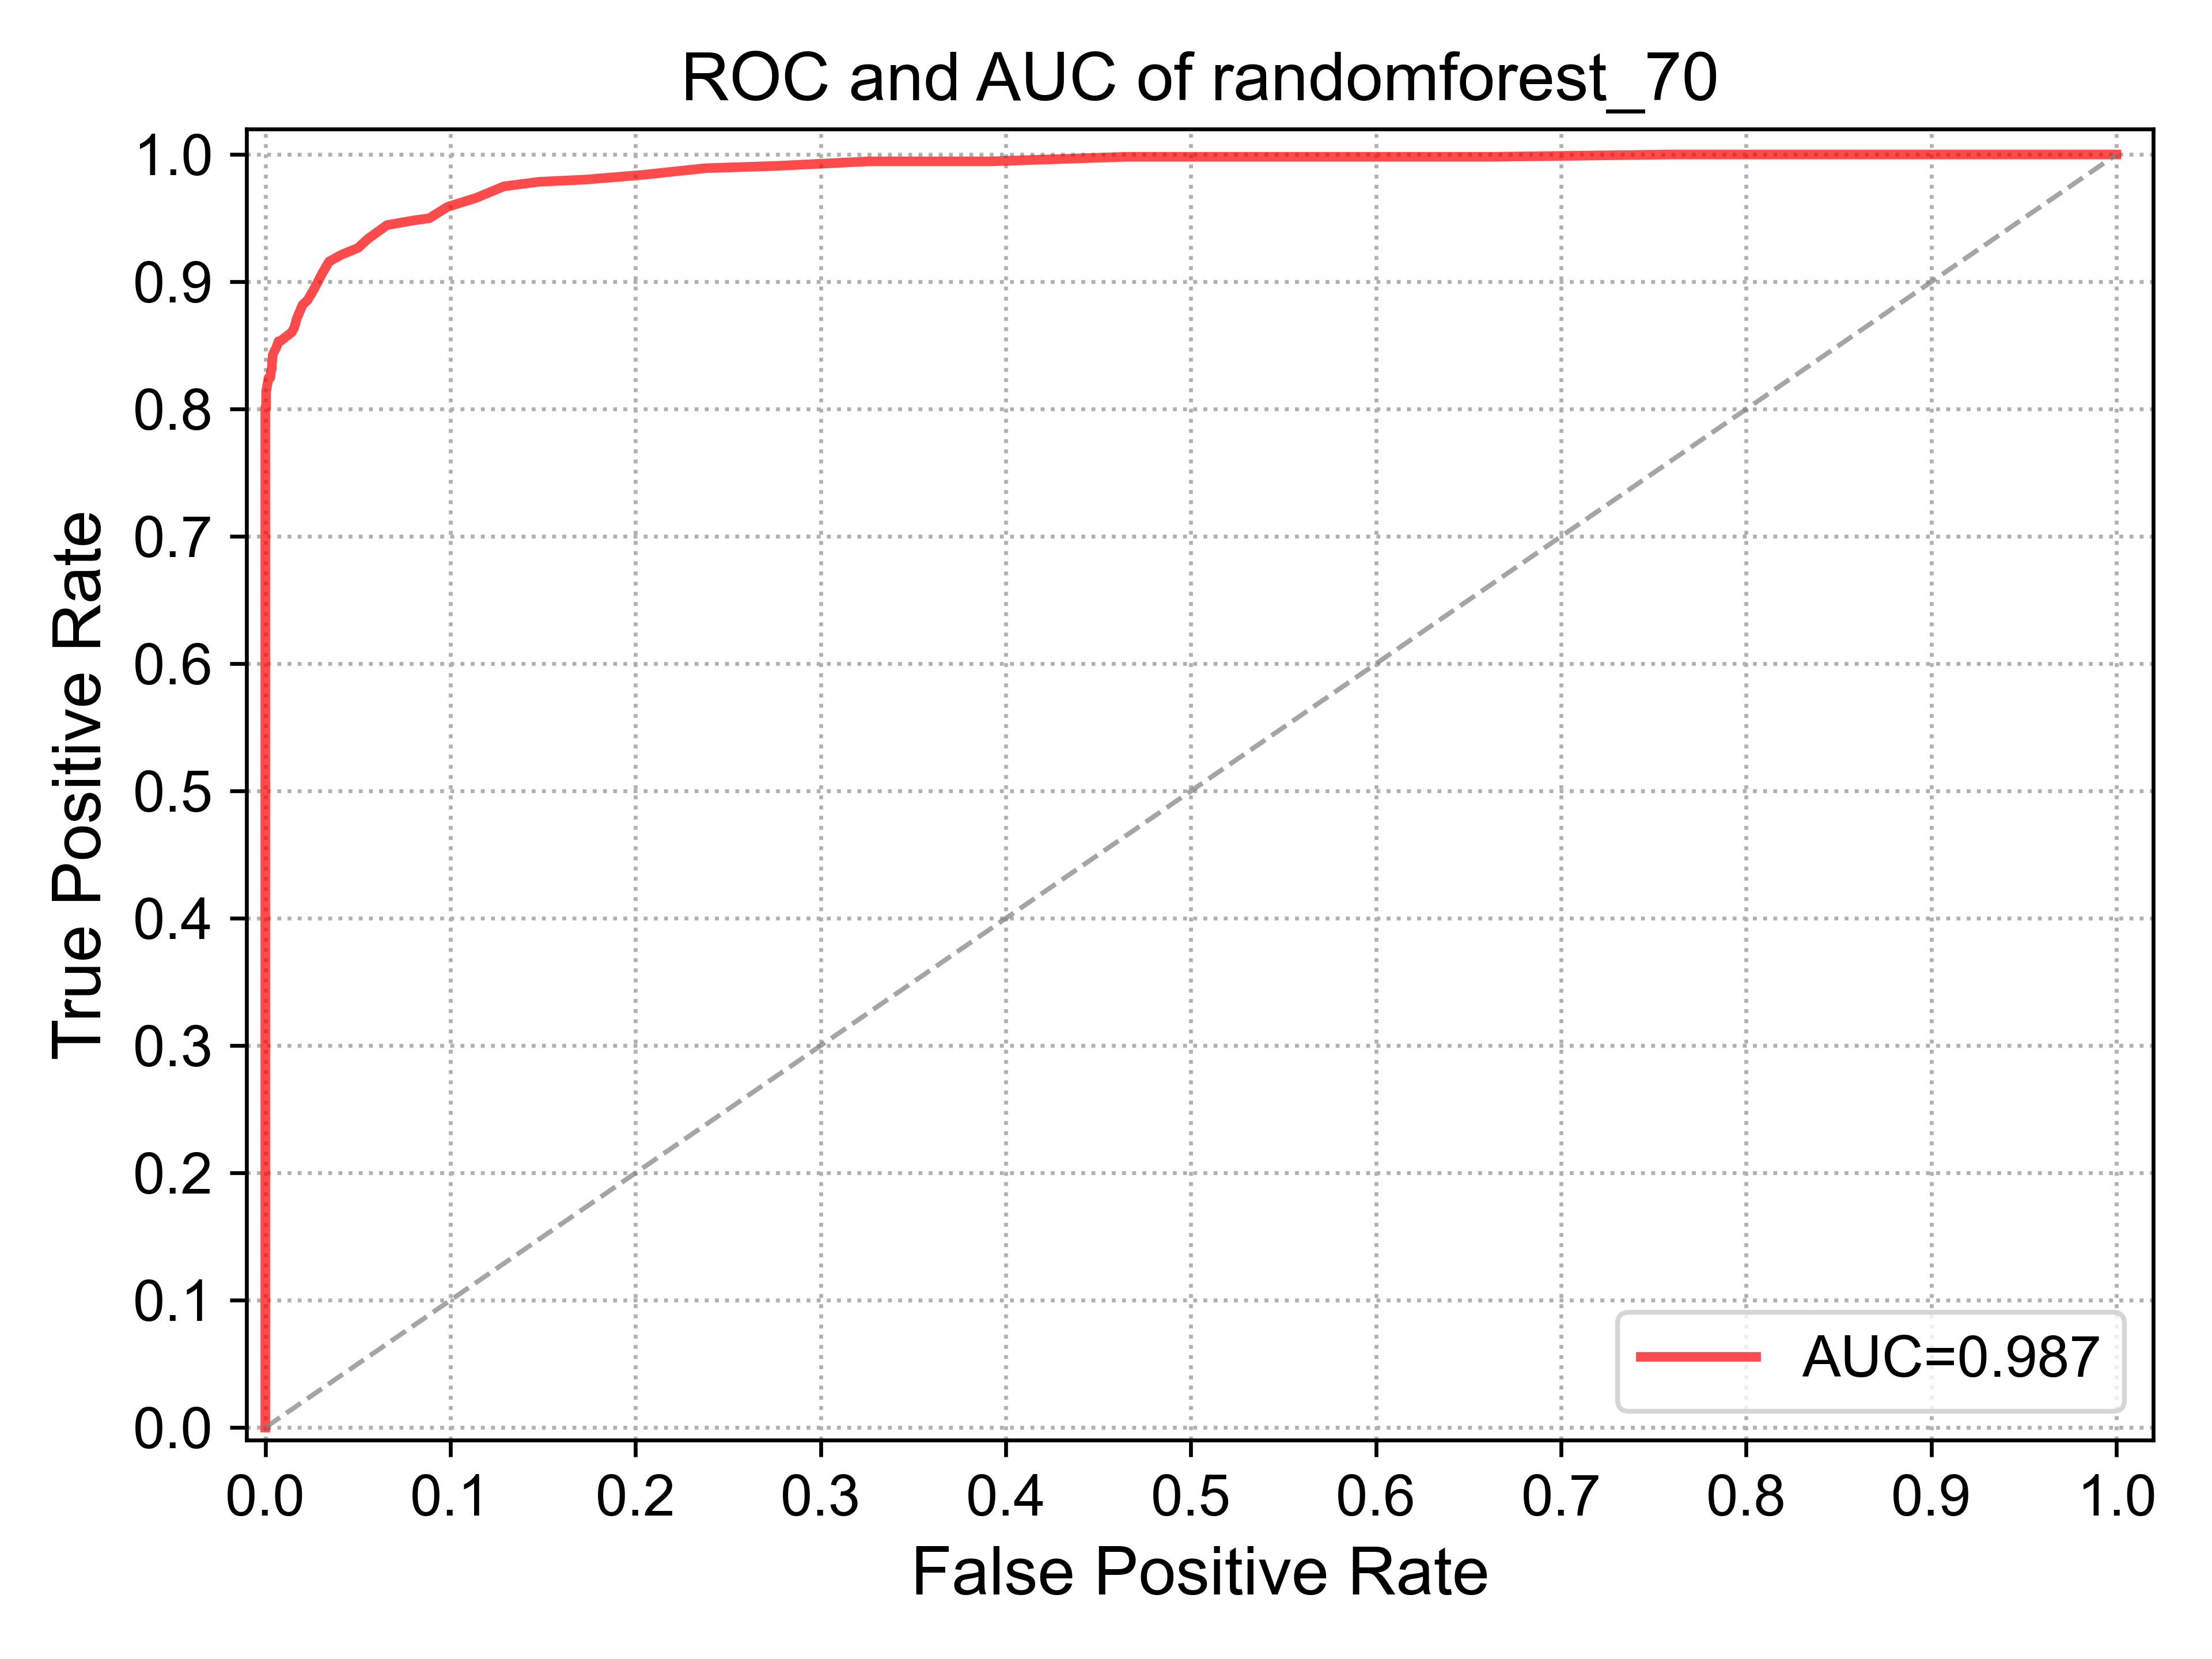 ROC and AUC of randomforest_70
True Positive Rate
1.0
0.9
0.8
0.7
0.6
0.5
0.4
0.3
0.2
0.1
0.0
AUC=0.987
0.0 0.1 0.2 0.3 0.4 0.5 0.6 0.7 0.8 0.9 1.0
False Positive Rate